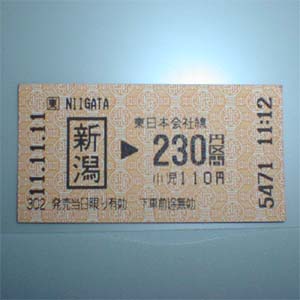 東 NIIGATA
東日本会社線
新潟 ▶ 230円区間
小児110円
302 発売当日限り有効 下車前途無効
11.11.11
5471 11:12